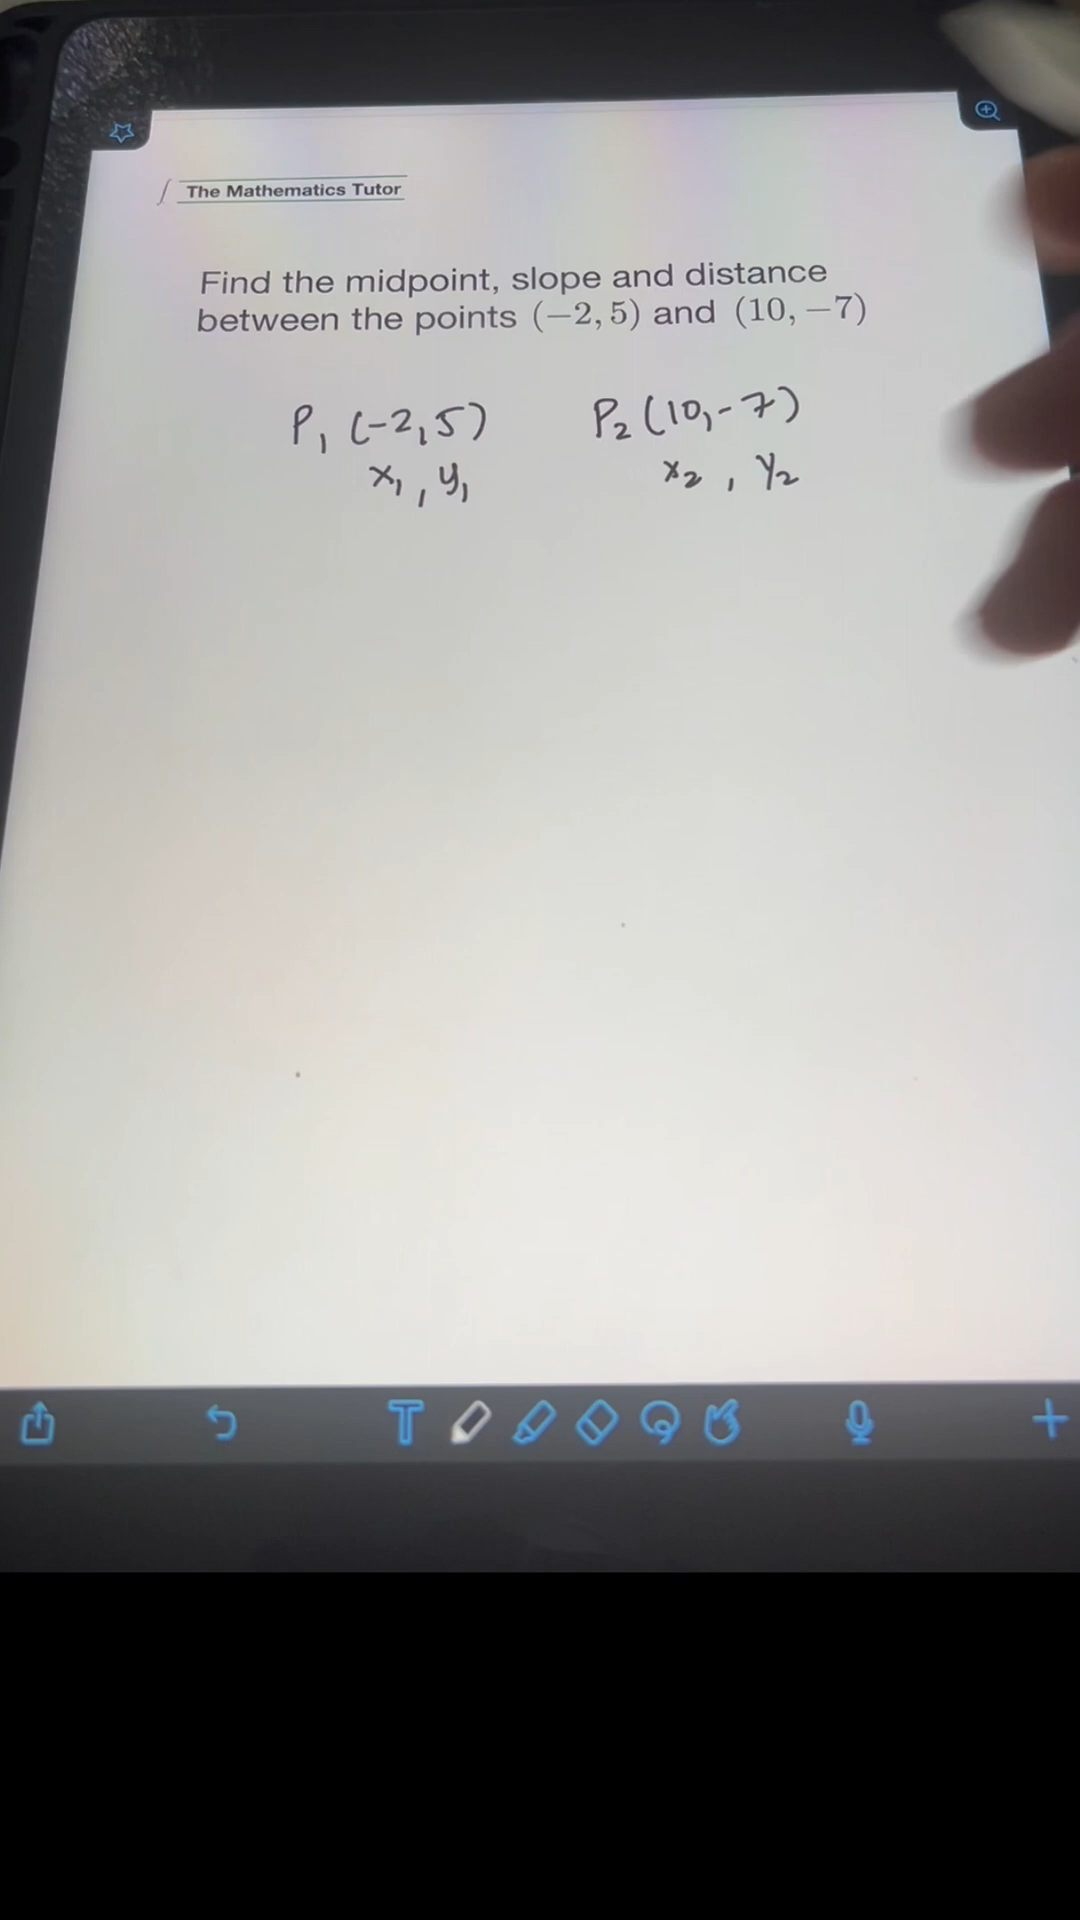 The Mathematics Tutor
Find the midpoint, slope and distance
between the points (−2, 5) and (10, −7)
P₁ (-2,5) P₂ (10,-7)
x₁ , y₁ x₂ , y₂
T